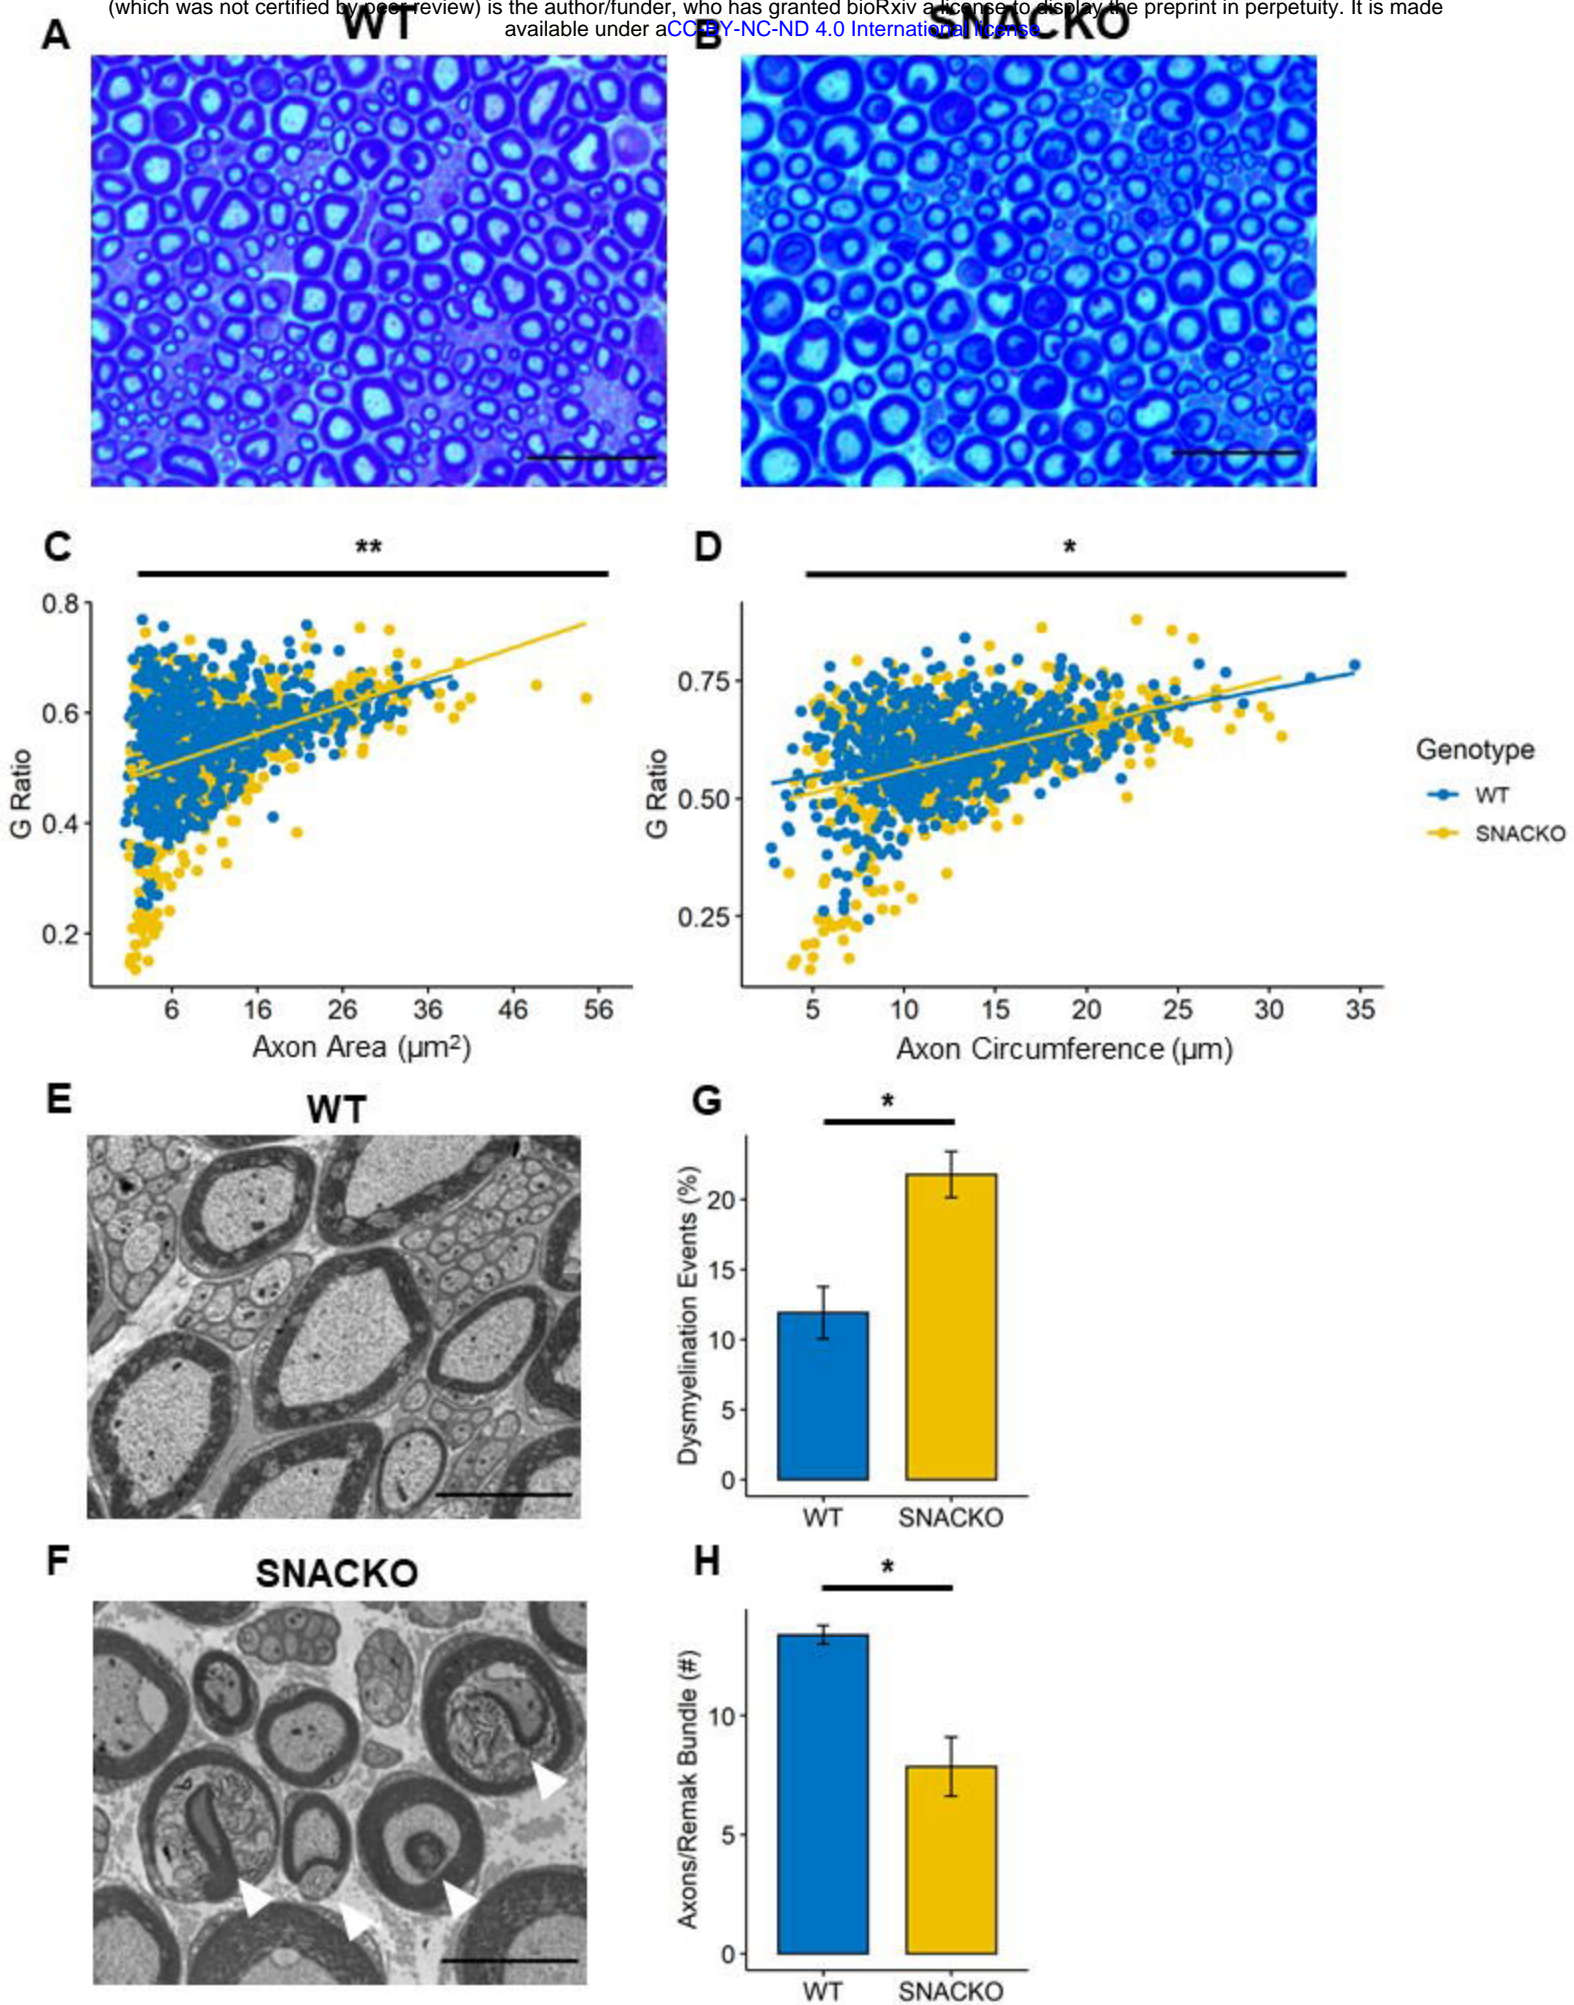 (which was not certified by peer review) is the author/funder, who has granted bioRxiv a license to display the preprint in perpetuity. It is made
available under aCC-BY-NC-ND 4.0 International license
A WT B SNACKO
C ** D *
0.8
0.6
0.4
0.2
G Ratio
6 16 26 36 46 56
Axon Area (µm²)
0.75
0.50
0.25
G Ratio
5 10 15 20 25 30 35
Axon Circumference (µm)
Genotype
WT
SNACKO
E WT
G *
20
15
10
5
0
Dysmyelination Events (%)
WT SNACKO
F SNACKO
H *
10
5
0
Axons/Remak Bundle (#)
WT SNACKO